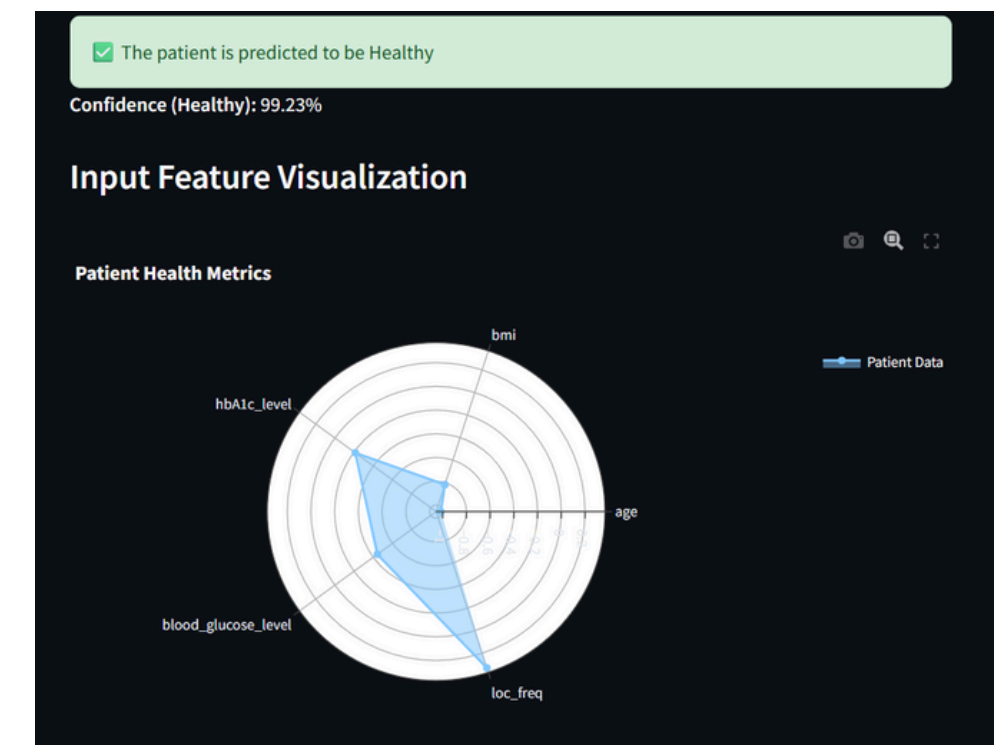 The patient is predicted to be Healthy
Confidence (Healthy): 99.23%
Input Feature Visualization
Patient Health Metrics
bmi
Patient Data
hbA1c_level
age
blood_glucose_level
loc_freq